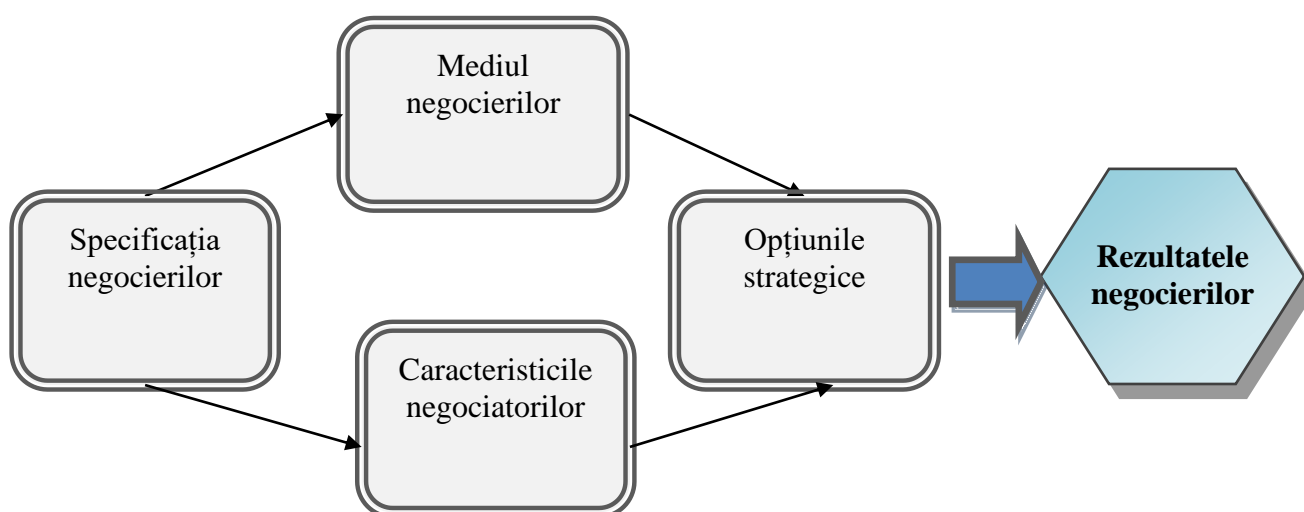 Mediul
negocierilor
Specificația
negocierilor
Opțiunile
strategice
Rezultatele
negocierilor
Caracteristicile
negociatorilor